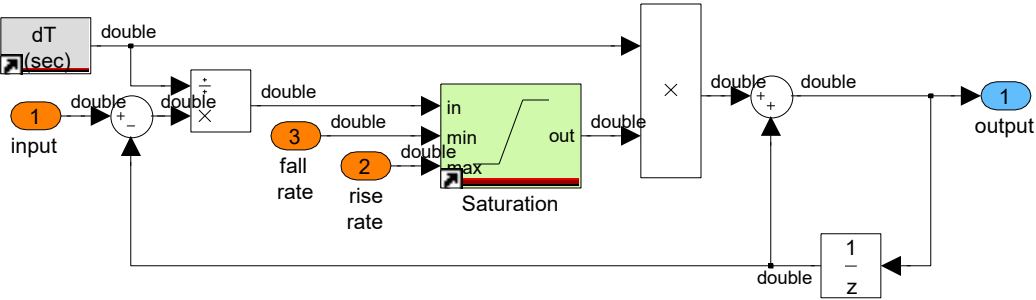 dT
(sec)
double
÷
×
double
1
input
double
+
−
double
3
fall
rate
double
2
rise
rate
double
in
min
max
out
Saturation
double
×
double
+
+
double
1
output
1
z
double